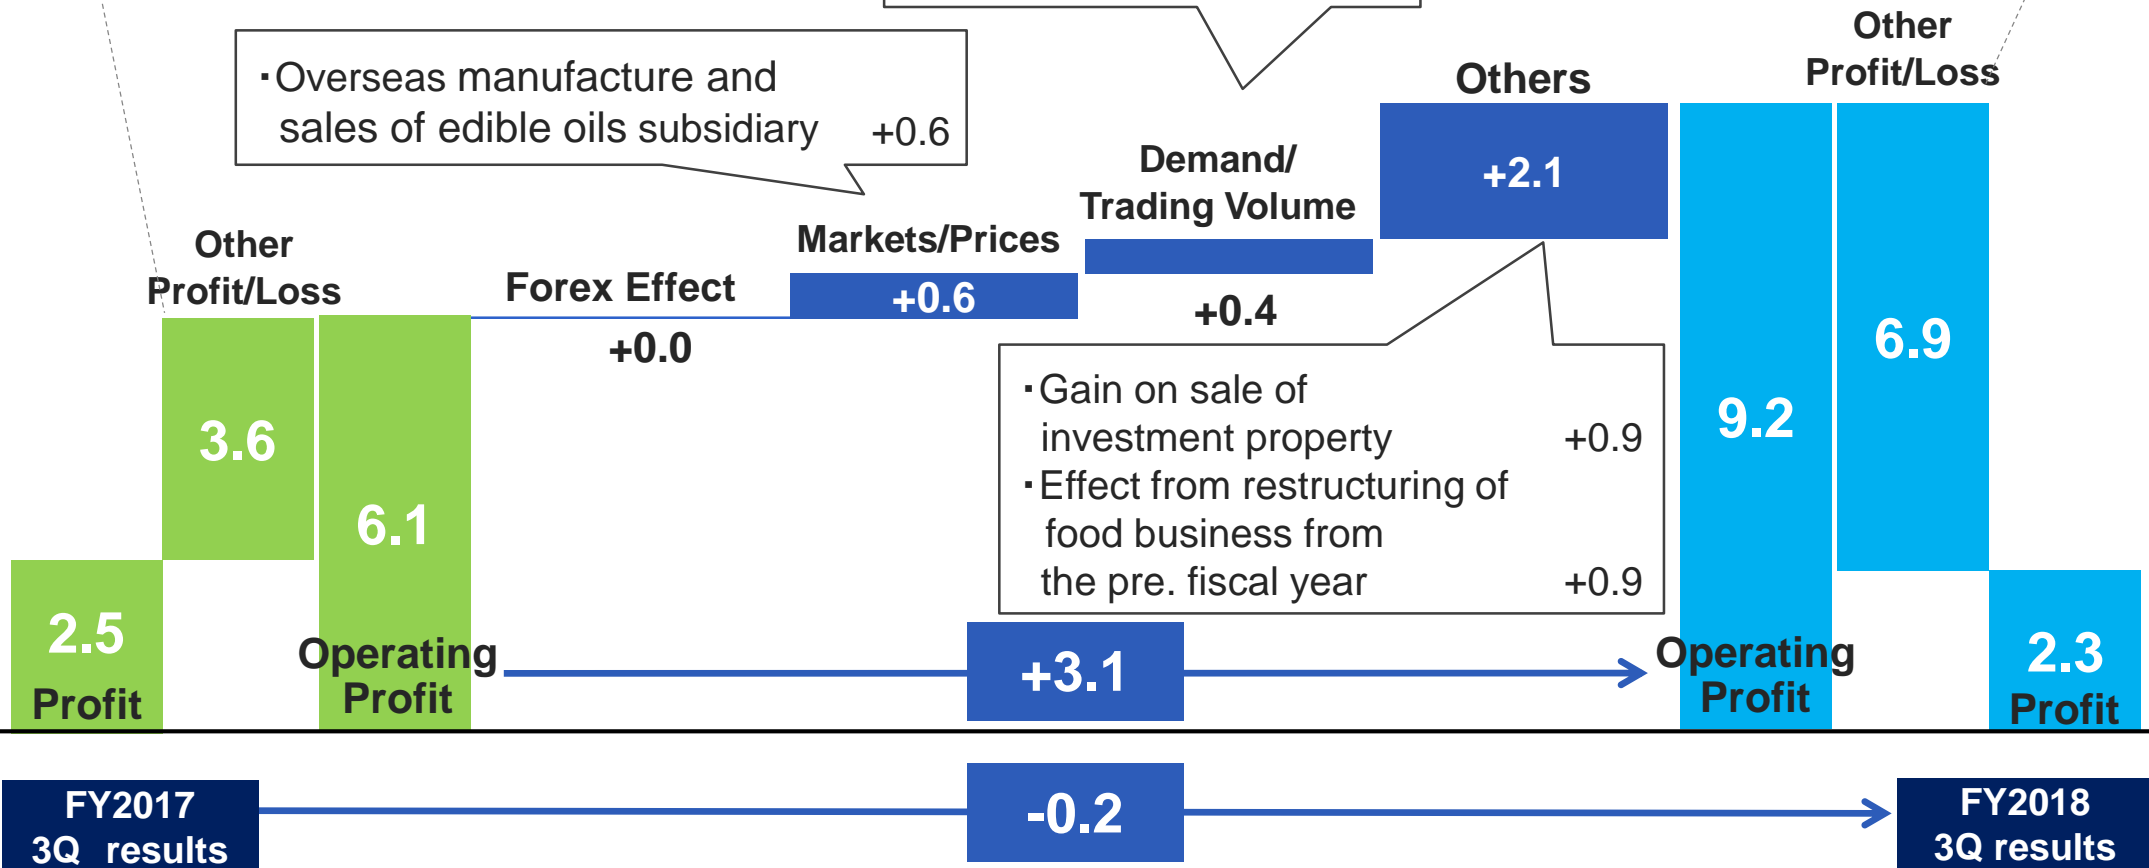 ・Overseas manufacture and
sales of edible oils subsidiary +0.6
Other
Profit/Loss
Forex Effect
+0.0
Markets/Prices
+0.6
Demand/
Trading Volume
+0.4
Others
+2.1
Other
Profit/Loss
・Gain on sale of
investment property +0.9
・Effect from restructuring of
food business from
the pre. fiscal year +0.9
3.6
6.1
2.5
Profit
Operating
Profit
+3.1
9.2
6.9
Operating
Profit
2.3
Profit
FY2017
3Q results
-0.2
FY2018
3Q results